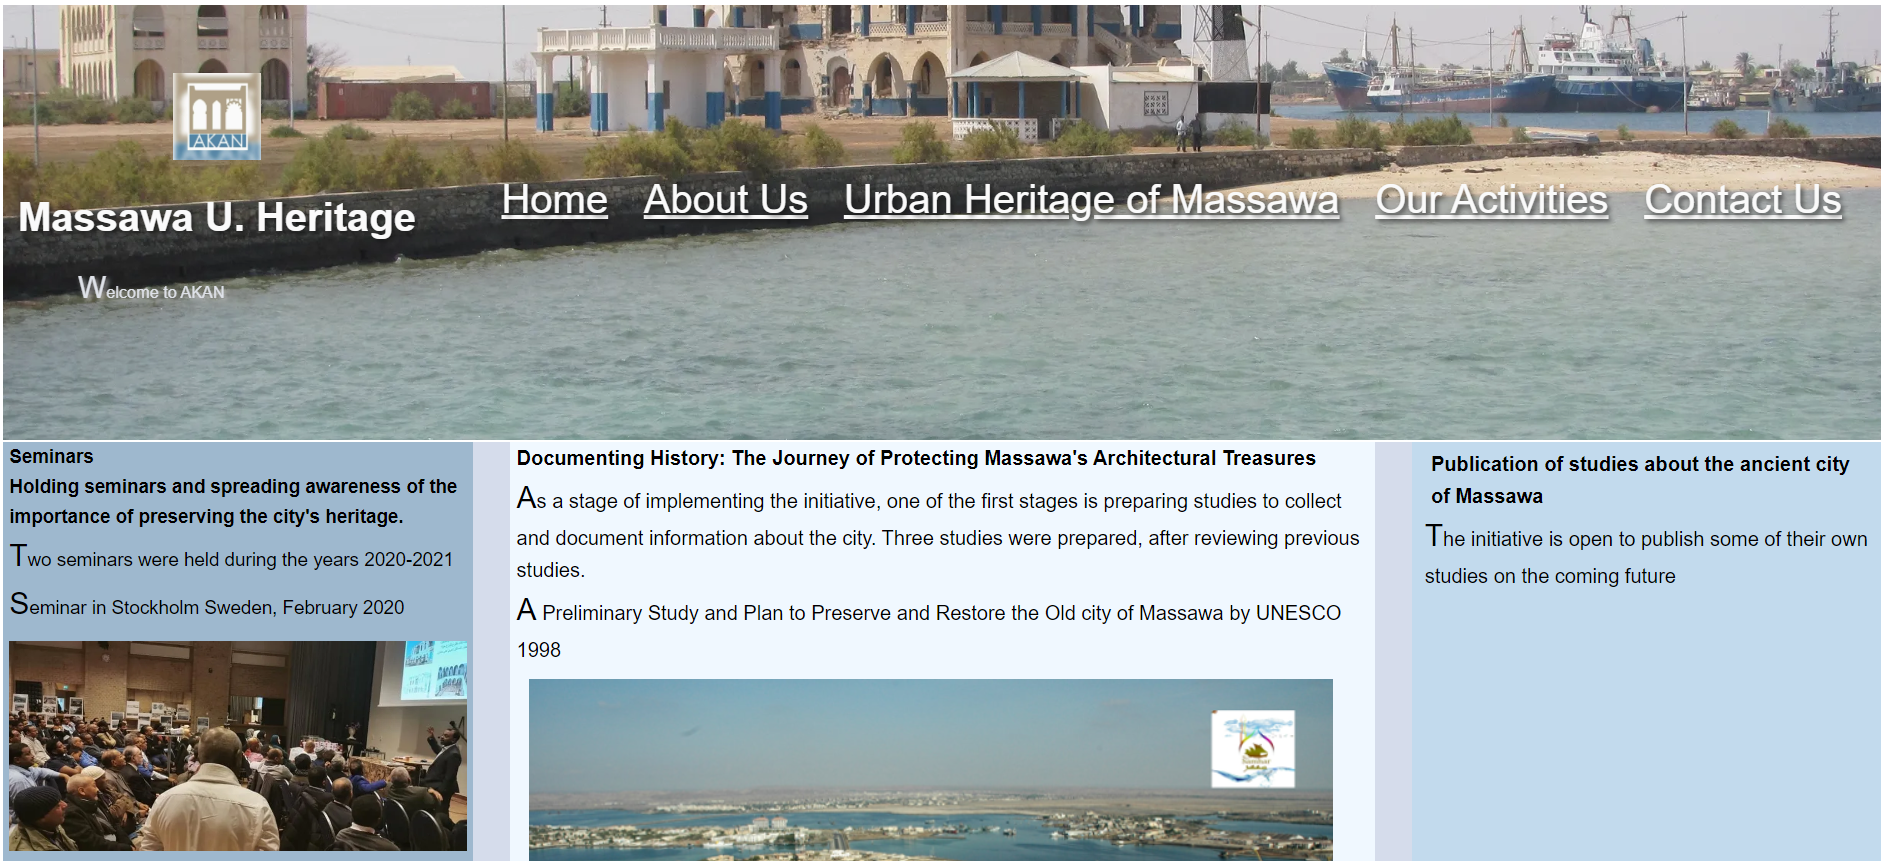 AKAN
Massawa U. Heritage
Home About Us Urban Heritage of Massawa Our Activities Contact Us
Welcome to AKAN
Seminars
Holding seminars and spreading awareness of the
importance of preserving the city's heritage.
Two seminars were held during the years 2020-2021
Seminar in Stockholm Sweden, February 2020
Documenting History: The Journey of Protecting Massawa's Architectural Treasures
As a stage of implementing the initiative, one of the first stages is preparing studies to collect
and document information about the city. Three studies were prepared, after reviewing previous
studies.
A Preliminary Study and Plan to Preserve and Restore the Old city of Massawa by UNESCO
1998
Publication of studies about the ancient city
of Massawa
The initiative is open to publish some of their own
studies on the coming future